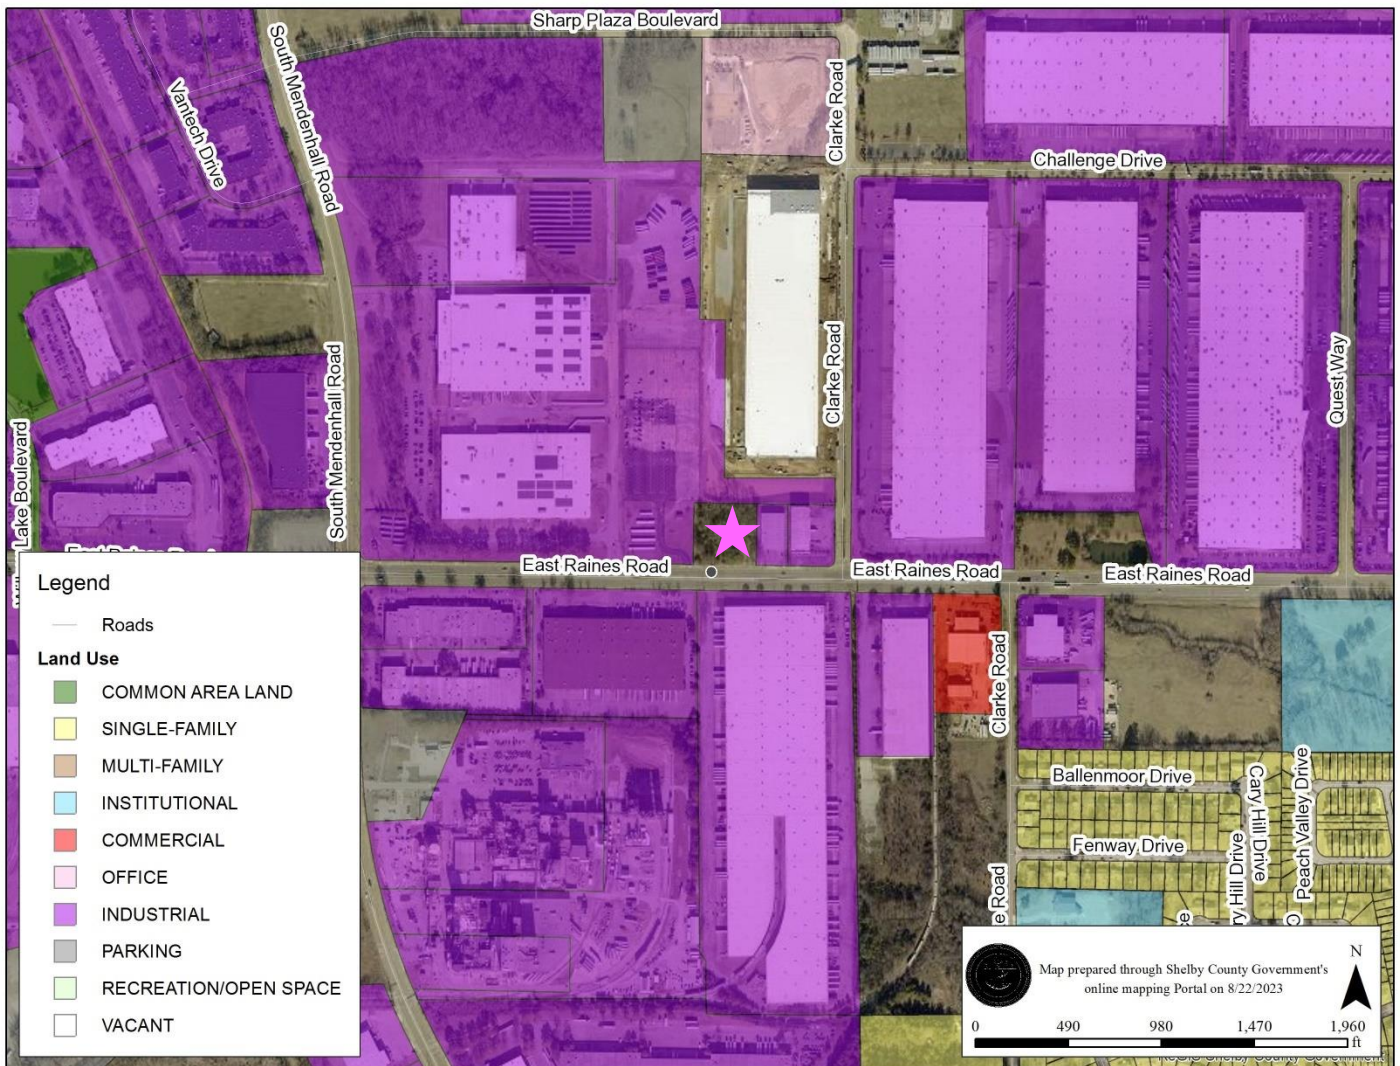 Sharp Plaza Boulevard
South Mendenhall Road
Vantech Drive
Clarke Road
Challenge Drive
Clarke Road
Quest Way
South Mendenhall Road
Lake Boulevard
East Raines Road
East Raines Road
East Raines Road
Legend
Roads
Land Use
COMMON AREA LAND
SINGLE-FAMILY
MULTI-FAMILY
INSTITUTIONAL
COMMERCIAL
OFFICE
INDUSTRIAL
PARKING
RECREATION/OPEN SPACE
VACANT
Clarke Road
Ballenmoor Drive
Cary Hill Drive
Peach Valley Drive
Fenway Drive
ry Hill Drive
e Road
Map prepared through Shelby County Government's
online mapping Portal on 8/22/2023
N
0 490 980 1,470 1,960
ft